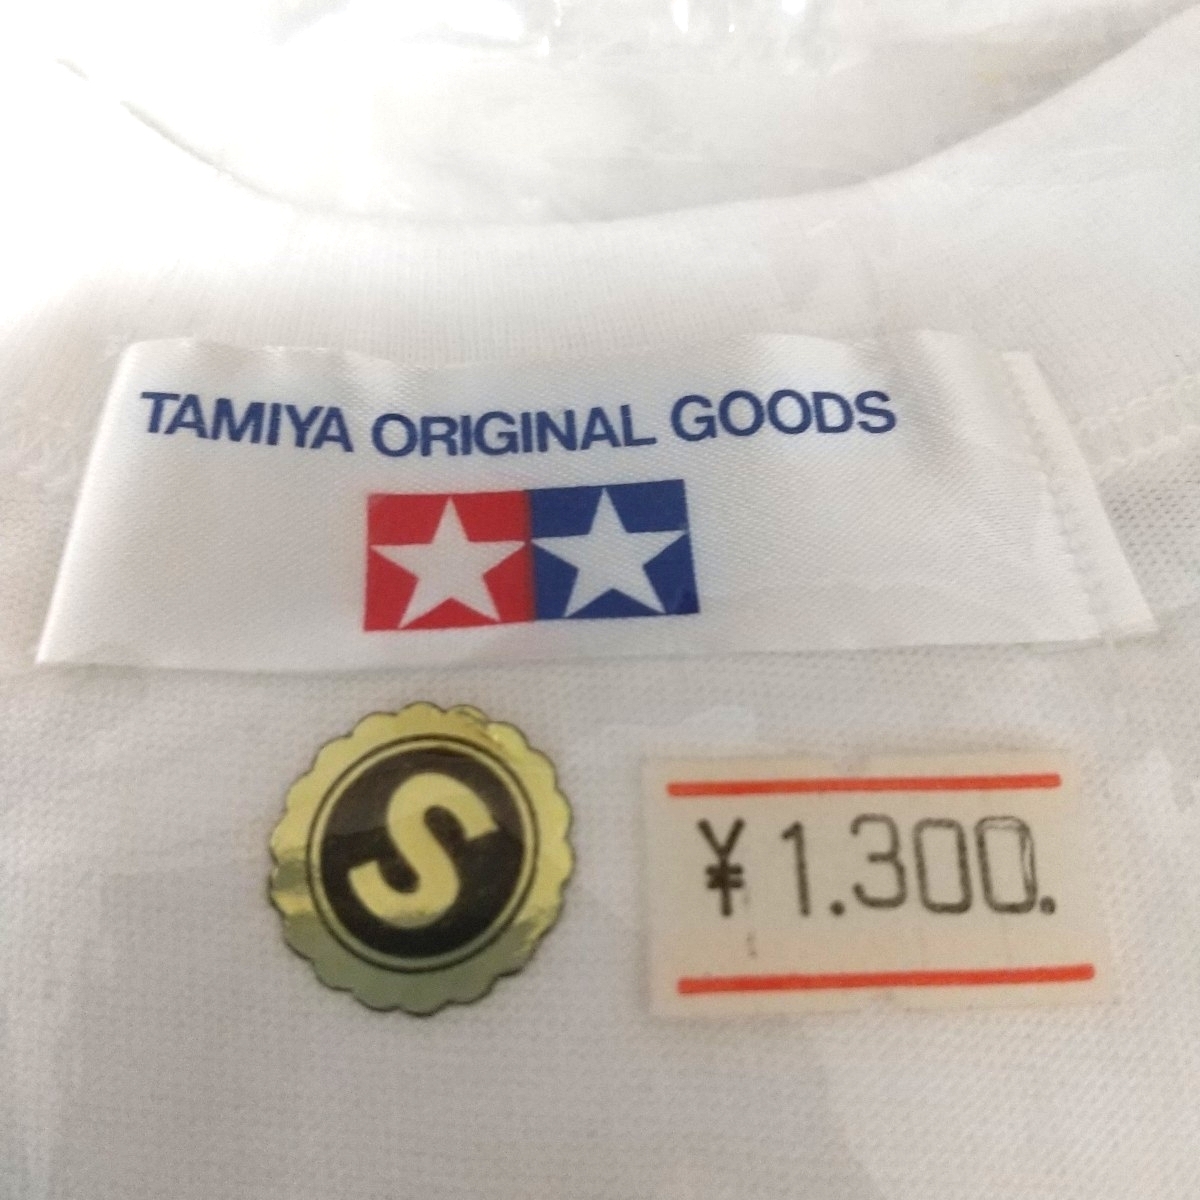 TAMIYA ORIGINAL GOODS
S
¥1.300.